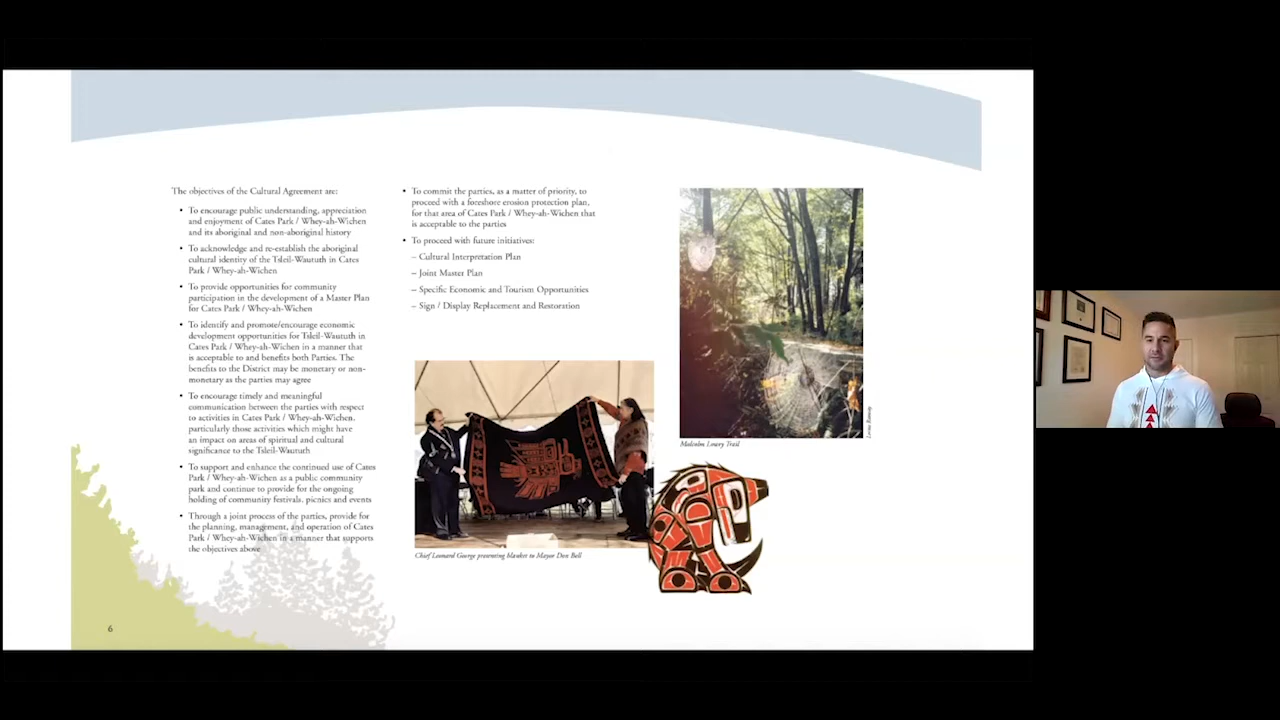 The objectives of the Cultural Agreement are:
• To encourage public understanding, appreciation
and enjoyment of Cates Park / Whey-ah-Wichen
and its aboriginal and non-aboriginal history
• To acknowledge and re-establish the aboriginal
cultural identity of the Tsleil-Waututh in Cates
Park / Whey-ah-Wichen
• To provide opportunities for community
participation in the development of a Master Plan
for Cates Park / Whey-ah-Wichen
• To identify and promote/encourage economic
development opportunities for Tsleil-Waututh in
Cates Park / Whey-ah-Wichen in a manner that
is acceptable to and benefits both Parties. The
benefits to the District may be monetary or non-
monetary as the parties may agree
• To encourage timely and meaningful
communication between the parties with respect
to activities in Cates Park / Whey-ah-Wichen,
particularly those activities which might have
an impact on areas of spiritual and cultural
significance to the Tsleil-Waututh
• To support and enhance the continued use of Cates
Park / Whey-ah-Wichen as a public community
park and continue to provide for the ongoing
holding of community festivals, picnics and events
• Through a joint process of the parties, provide for
the planning, management, and operation of Cates
Park / Whey-ah-Wichen in a manner that supports
the objectives above
• To commit the parties, as a matter of priority, to
proceed with a foreshore erosion protection plan,
for that area of Cates Park / Whey-ah-Wichen that
is acceptable to the parties
• To proceed with future initiatives:
– Cultural Interpretation Plan
– Joint Master Plan
– Specific Economic and Tourism Opportunities
– Sign / Display Replacement and Restoration
Chief Leonard George presenting blanket to Mayor Don Bell
Malcolm Lowry Trail
6